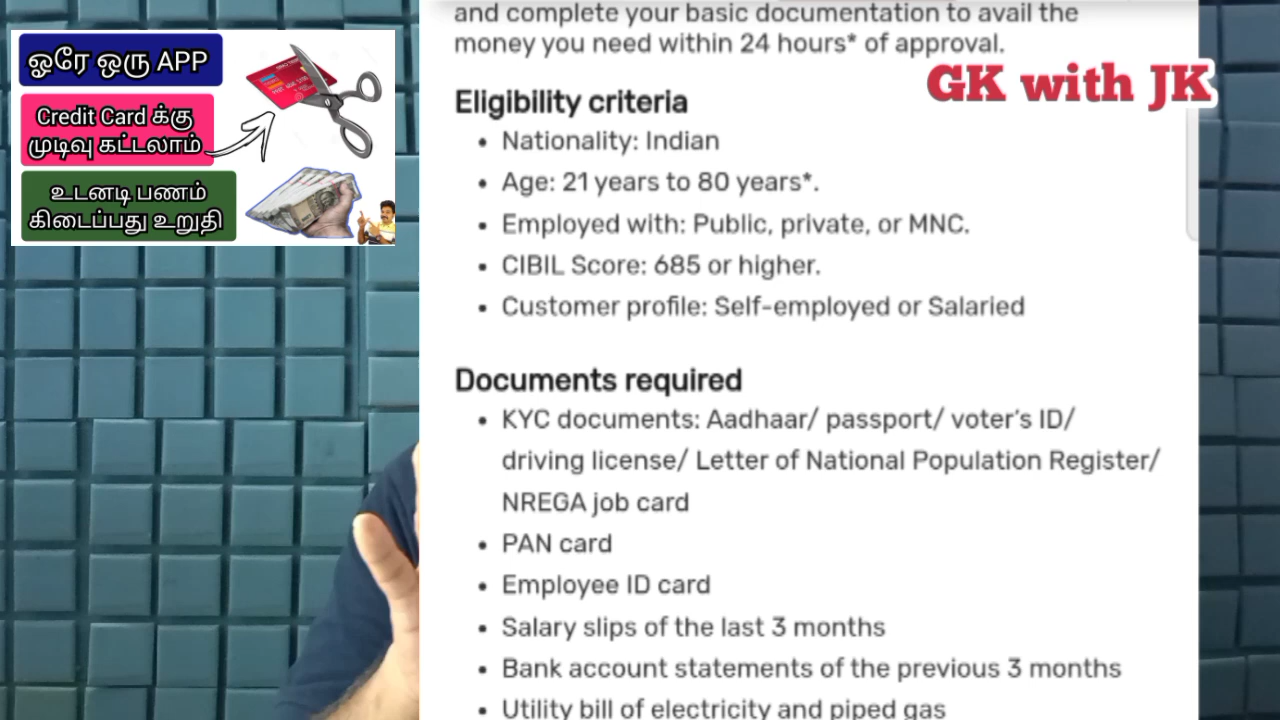 ஓரே ஒரு APP
Credit Card க்கு
முடிவு கட்டலாம்
உடனடி பணம்
கிடைப்பது உறுதி
and complete your basic documentation to avail the
money you need within 24 hours* of approval.
GK with JK
Eligibility criteria
• Nationality: Indian
• Age: 21 years to 80 years*.
• Employed with: Public, private, or MNC.
• CIBIL Score: 685 or higher.
• Customer profile: Self-employed or Salaried
Documents required
• KYC documents: Aadhaar/ passport/ voter's ID/
driving license/ Letter of National Population Register/
NREGA job card
• PAN card
• Employee ID card
• Salary slips of the last 3 months
• Bank account statements of the previous 3 months
• Utility bill of electricity and piped gas